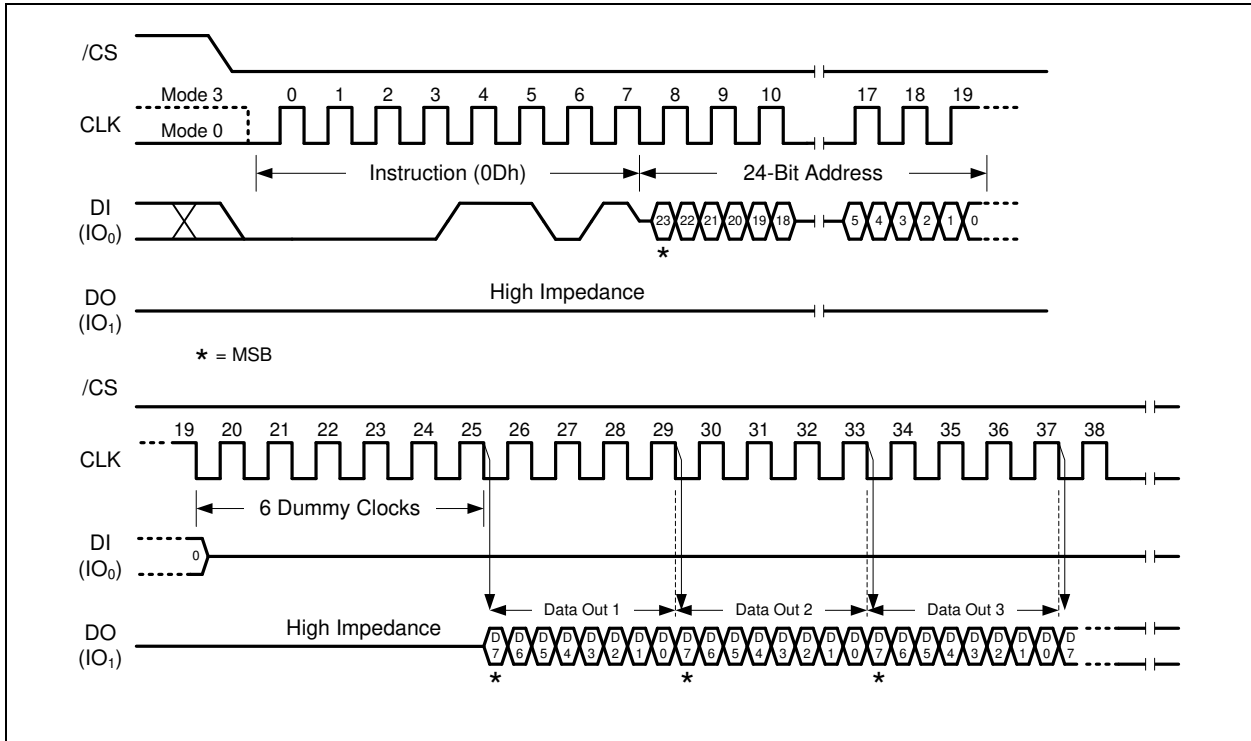 /CS
Mode 3
0 1 2 3 4 5 6 7 8 9 10 17 18 19
CLK
Mode 0
Instruction (0Dh)
24-Bit Address
DI
(IO0)
23 22 21 20 19 18 5 4 3 2 1 0
*
High Impedance
DO
(IO1)
* = MSB
/CS
19 20 21 22 23 24 25 26 27 28 29 30 31 32 33 34 35 36 37 38
CLK
6 Dummy Clocks
DI
(IO0)
0
Data Out 1
Data Out 2
Data Out 3
High Impedance
DO
(IO1)
D7 D6 D5 D4 D3 D2 D1 D0 D7 D6 D5 D4 D3 D2 D1 D0 D7 D6 D5 D4 D3 D2 D1 D0 D7
* * *